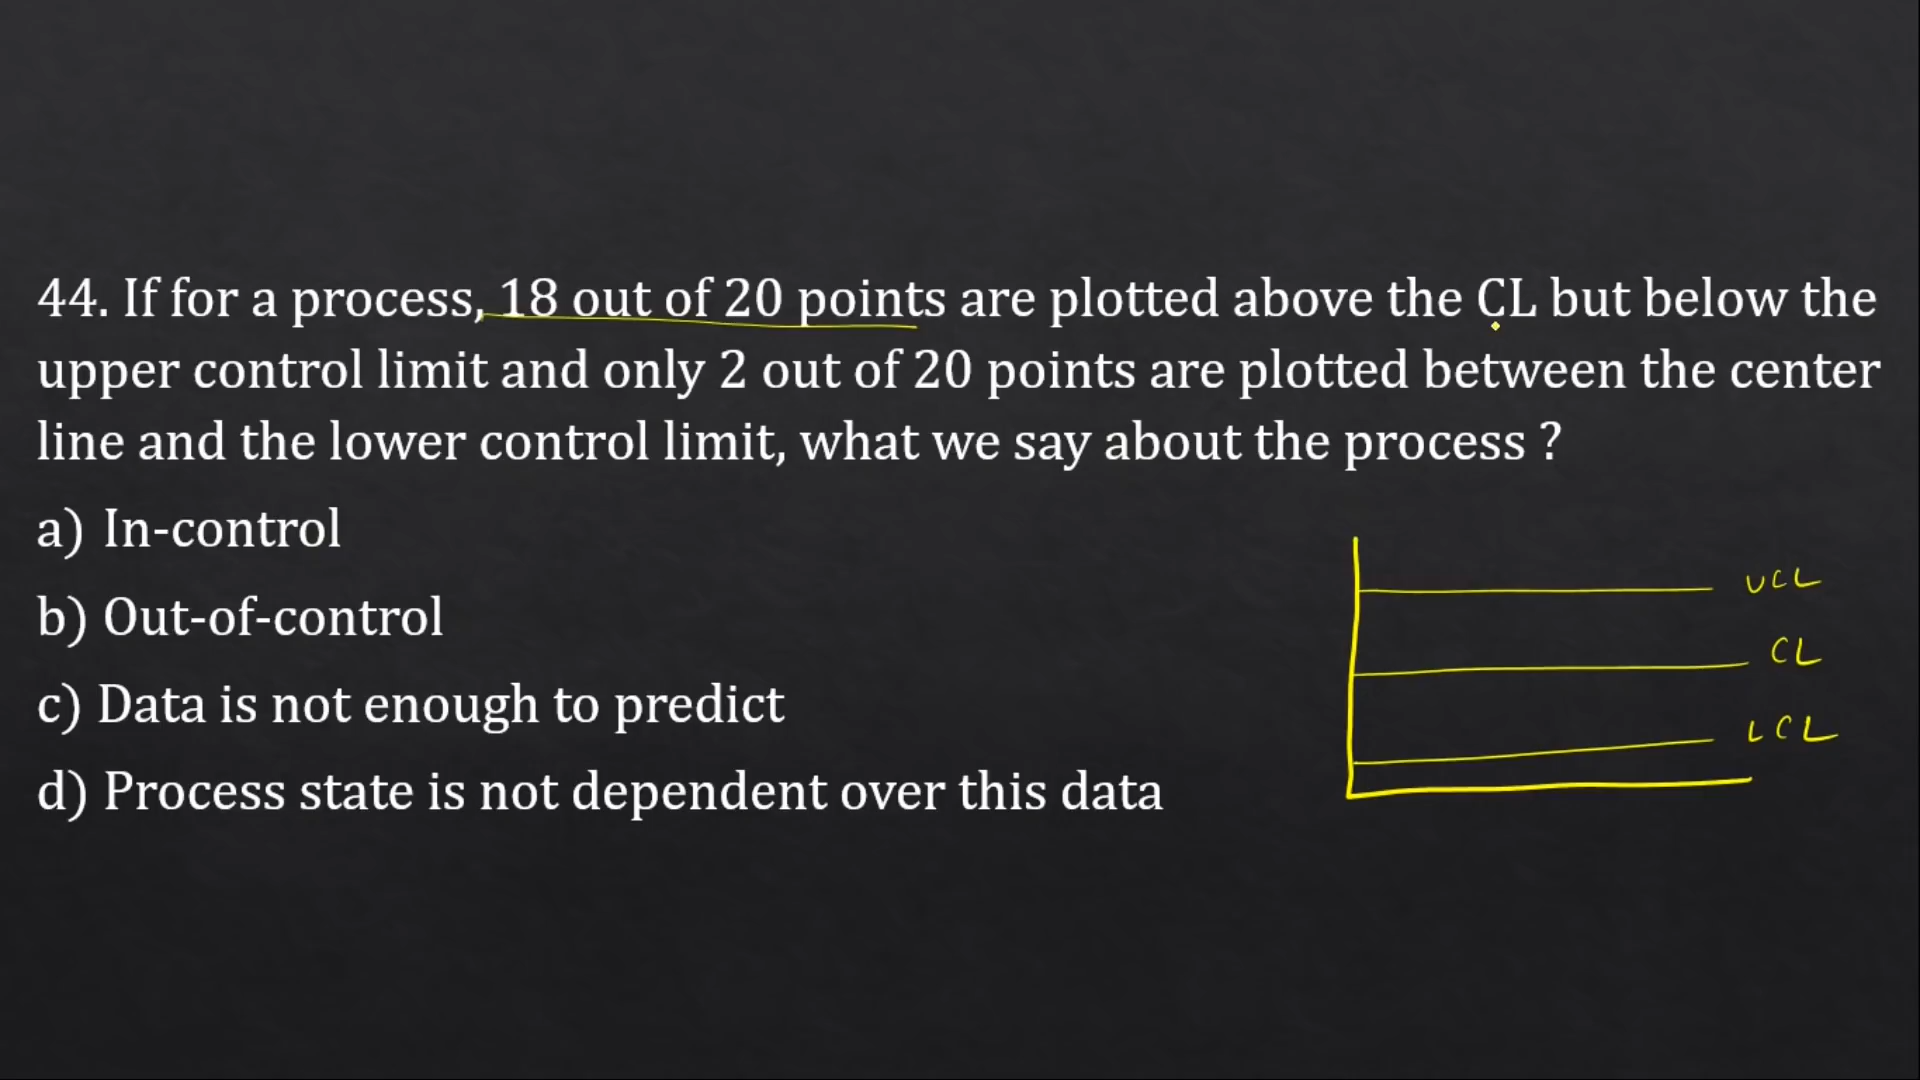 44. If for a process, 18 out of 20 points are plotted above the CL but below the
upper control limit and only 2 out of 20 points are plotted between the center
line and the lower control limit, what we say about the process ?
a) In-control
b) Out-of-control
c) Data is not enough to predict
d) Process state is not dependent over this data
UCL
CL
LCL